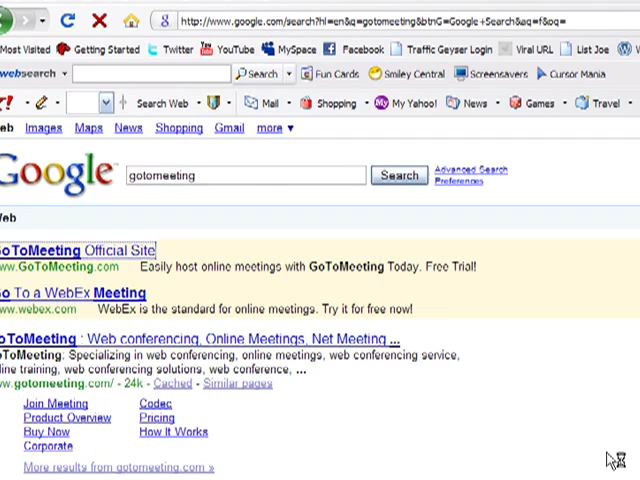 http://www.google.com/search?hl=en&q=gotomeeting&btnG=Google+Search&aq=f&oq=
Most Visited Getting Started Twitter YouTube MySpace Facebook Traffic Geyser Login Viral URL List Joe
websearch Search Fun Cards Smiley Central Screensavers Cursor Mania
Y! Search Web Mail Shopping My Yahoo! News Games Travel
eb Images Maps News Shopping Gmail more ▼
Google gotomeeting Search Advanced Search
Preferences
Web
GoToMeeting Official Site
ww.GoToMeeting.com Easily host online meetings with GoToMeeting Today. Free Trial!
Go To a WebEx Meeting
ww.webex.com WebEx is the standard for online meetings. Try it for free now!
GoToMeeting : Web conferencing, Online Meetings, Net Meeting ...
oToMeeting: Specializing in web conferencing, online meetings, web conferencing service,
line training, web conferencing solutions, web conference, ...
ww.gotomeeting.com/ - 24k - Cached - Similar pages
Join Meeting Codec
Product Overview Pricing
Buy Now How It Works
Corporate
More results from gotomeeting.com »